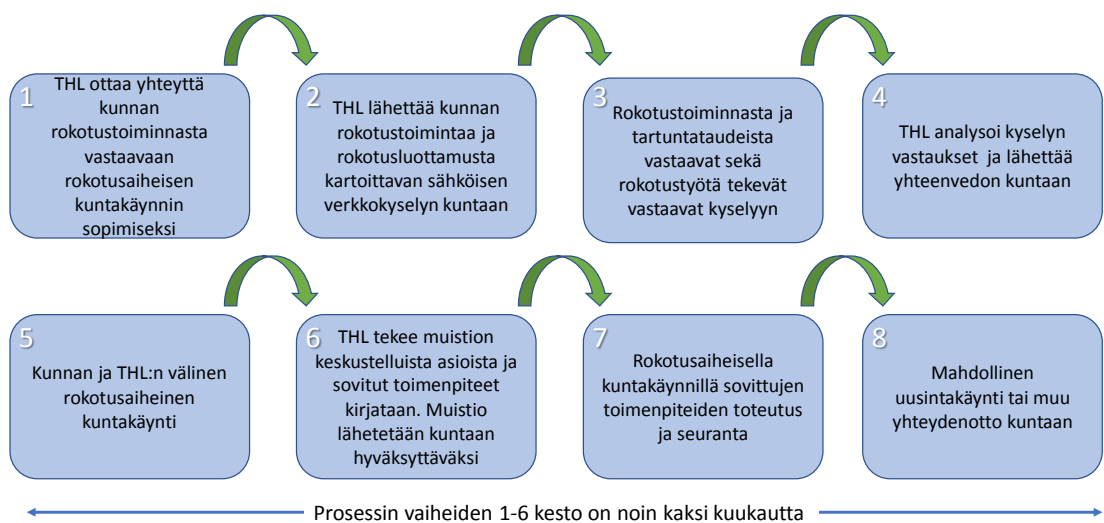 1
THL ottaa yhteyttä
kunnan
rokotustoiminnasta
vastaavaan
rokotusaiheisen
kuntakäynnin
sopimiseksi
2
THL lähettää kunnan
rokotustoimintaa ja
rokotusluottamusta
kartoittavan sähköisen
verkkokyselyn kuntaan
3
Rokotustoiminnasta ja
tartuntataudeista
vastaavat sekä
rokotustyötä tekevät
vastaavat kyselyyn
4
THL analysoi kyselyn
vastaukset ja lähettää
yhteenvedon kuntaan
5
Kunnan ja THL:n välinen
rokotusaiheinen
kuntakäynti
6
THL tekee muistion
keskustelluista asioista ja
sovitut toimenpiteet
kirjataan. Muistio
lähetetään kuntaan
hyväksyttäväksi
7
Rokotusaiheisella
kuntakäynnillä sovittujen
toimenpiteiden toteutus
ja seuranta
8
Mahdollinen
uusintakäynti tai muu
yhteydenotto kuntaan
Prosessin vaiheiden 1-6 kesto on noin kaksi kuukautta